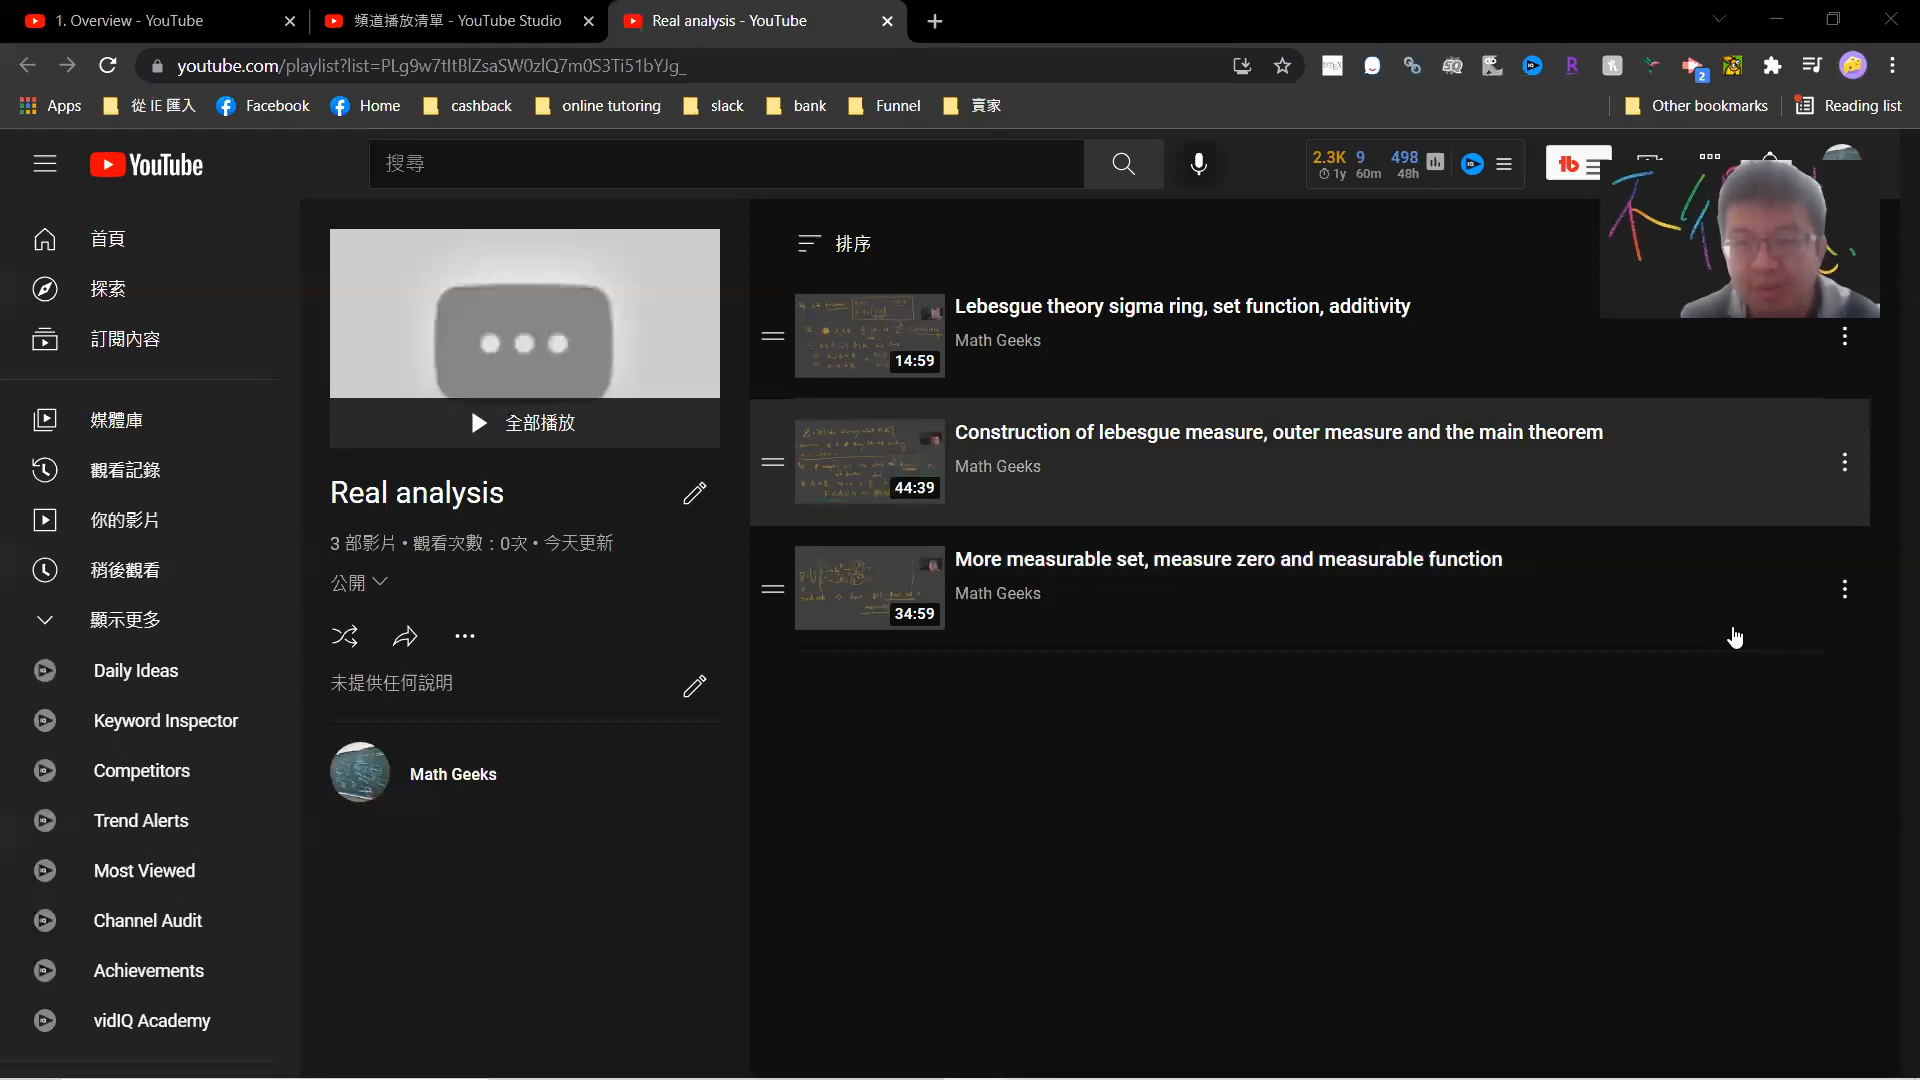 1. Overview - YouTube
頻道播放清單 - YouTube Studio
Real analysis - YouTube
youtube.com/playlist?list=PLg9w7tltBlZsaSW0zlQ7m0S3Ti51bYJg_
Apps
從 IE 匯入
Facebook
Home
cashback
online tutoring
slack
bank
Funnel
賣家
Other bookmarks
Reading list
YouTube
搜尋
2.3K 9 498
1y 60m 48h
tb
首頁
探索
訂閱內容
媒體庫
觀看記錄
你的影片
稍後觀看
顯示更多
Daily Ideas
Keyword Inspector
Competitors
Trend Alerts
Most Viewed
Channel Audit
Achievements
vidIQ Academy
全部播放
Real analysis
3 部影片 • 觀看次數：0次 • 今天更新
公開
未提供任何說明
Math Geeks
排序
Lebesgue theory sigma ring, set function, additivity
Math Geeks
14:59
Construction of lebesgue measure, outer measure and the main theorem
Math Geeks
44:39
More measurable set, measure zero and measurable function
Math Geeks
34:59